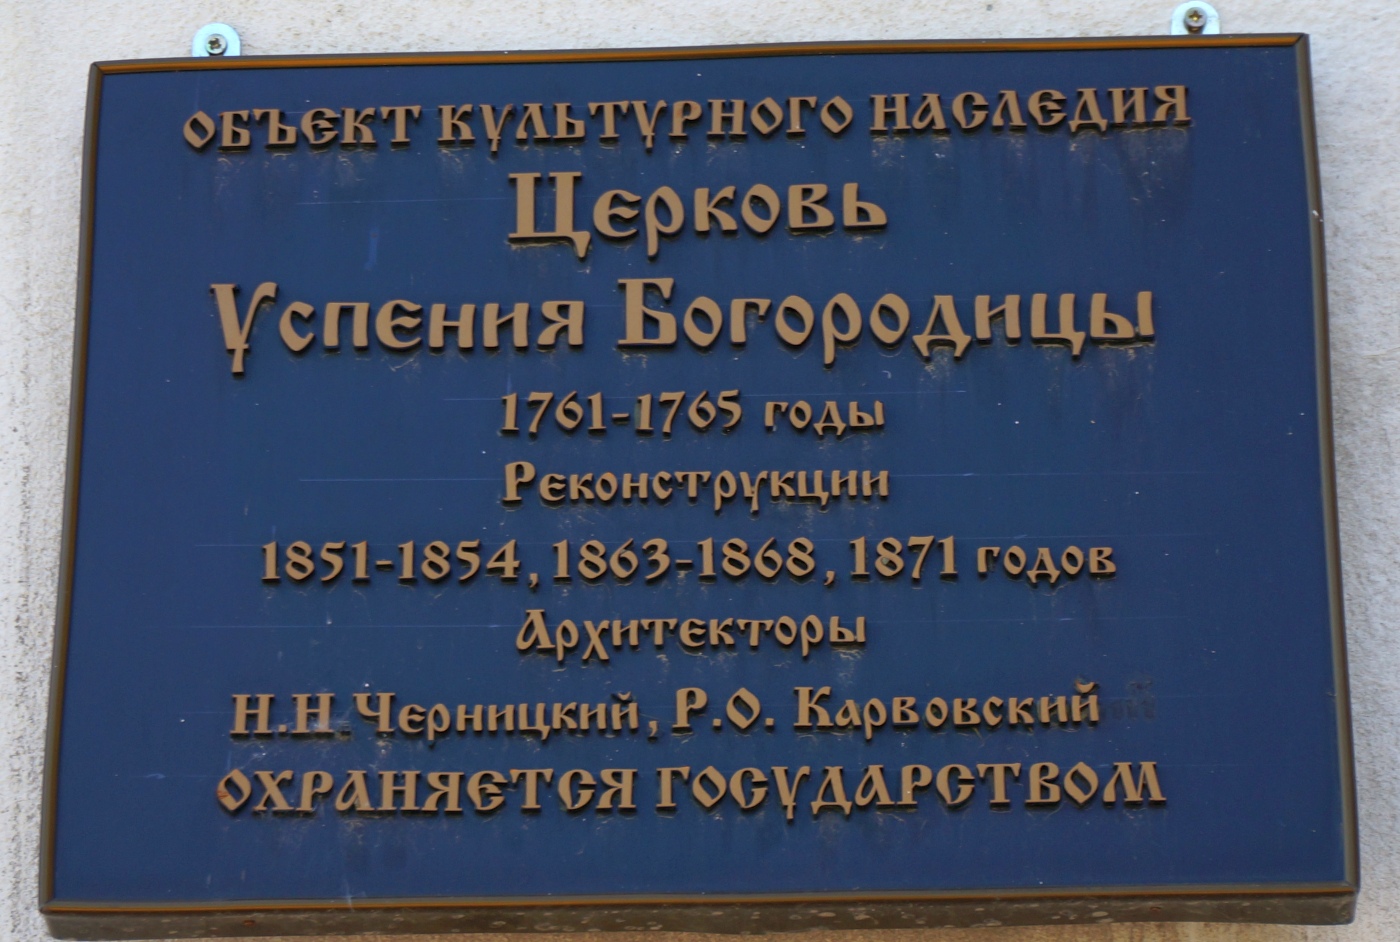 ОБЪЕКТ КУЛЬТУРНОГО НАСЛЕДИЯ
Церковь
Успения Богородицы
1761-1765 годы
Реконструкции
1851-1854, 1863-1868, 1871 годов
Архитекторы
Н.Н Черницкий, Р.О. Карвовский
ОХРАНЯЕТСЯ ГОСУДАРСТВОМ